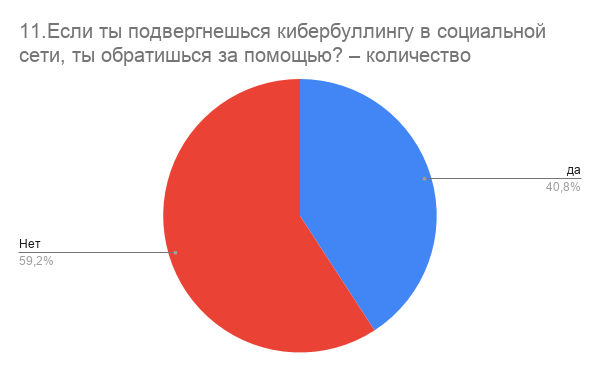 11.Если ты подвергнешься кибербуллингу в социальной
сети, ты обратишься за помощью? – количество
да
40,8%
Нет
59,2%